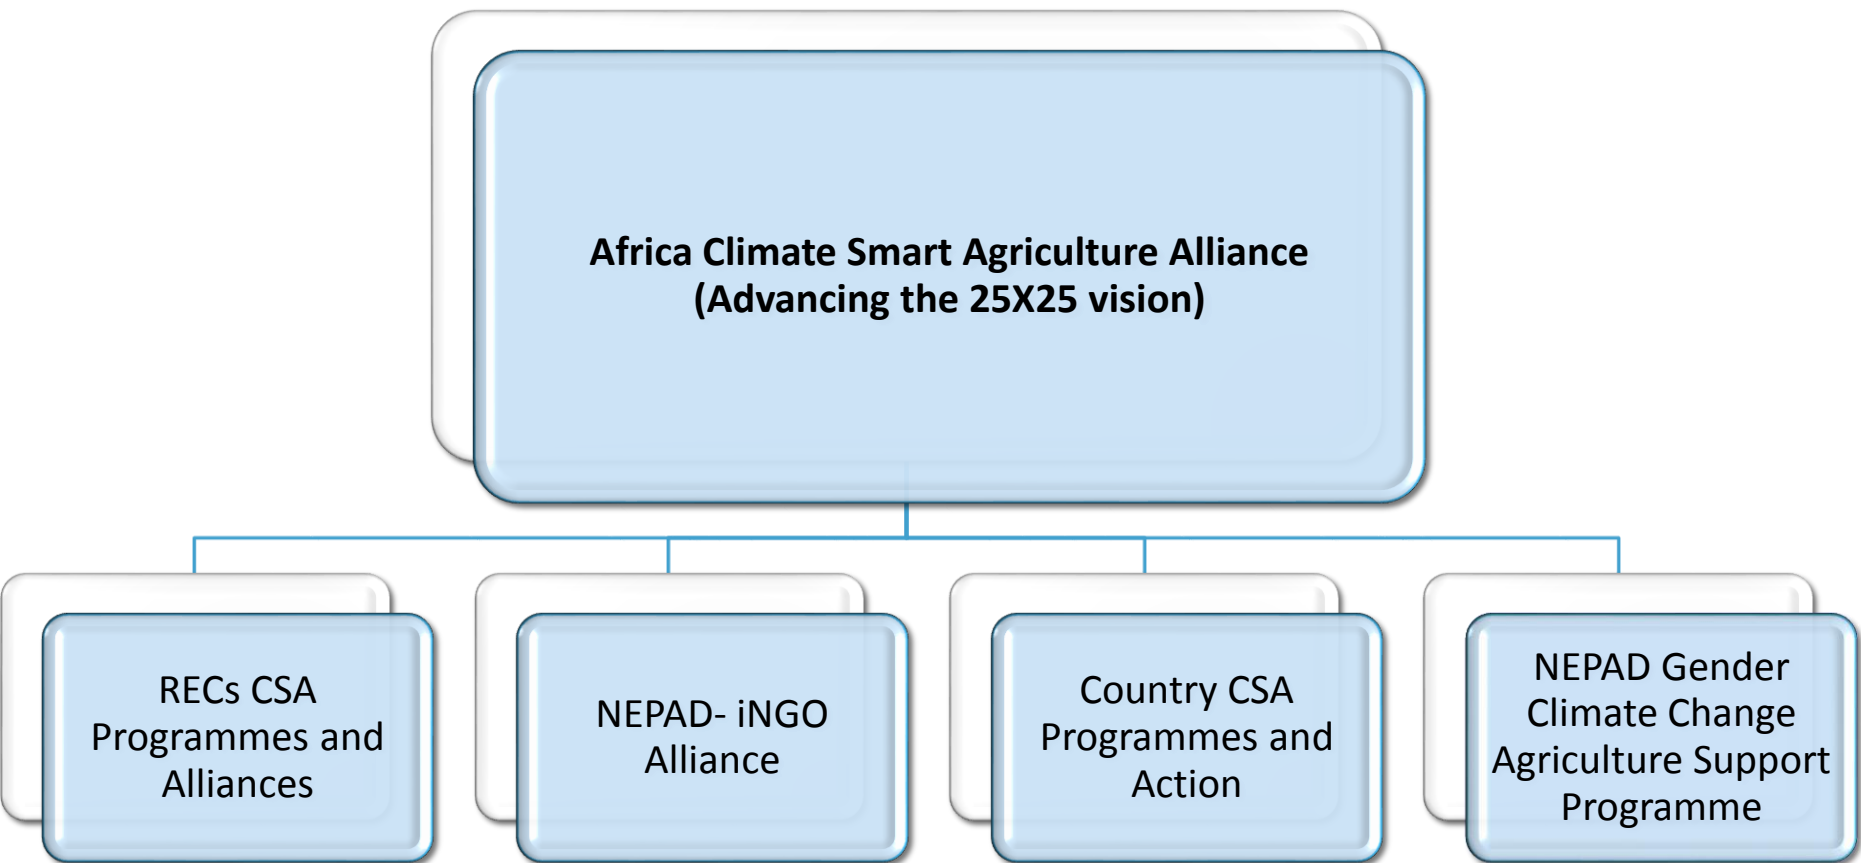 Africa Climate Smart Agriculture Alliance
(Advancing the 25X25 vision)
RECs CSA
Programmes and
Alliances
NEPAD- iNGO
Alliance
Country CSA
Programmes and
Action
NEPAD Gender
Climate Change
Agriculture Support
Programme